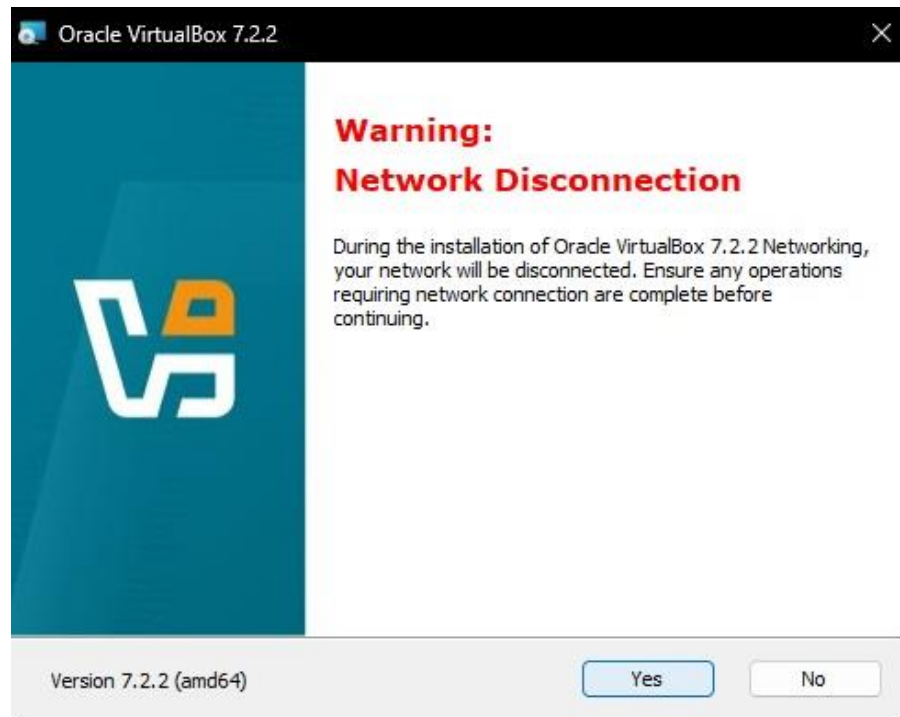 Oracle VirtualBox 7.2.2
Warning:
Network Disconnection
During the installation of Oracle VirtualBox 7.2.2 Networking,
your network will be disconnected. Ensure any operations
requiring network connection are complete before
continuing.
Version 7.2.2 (amd64)
Yes
No